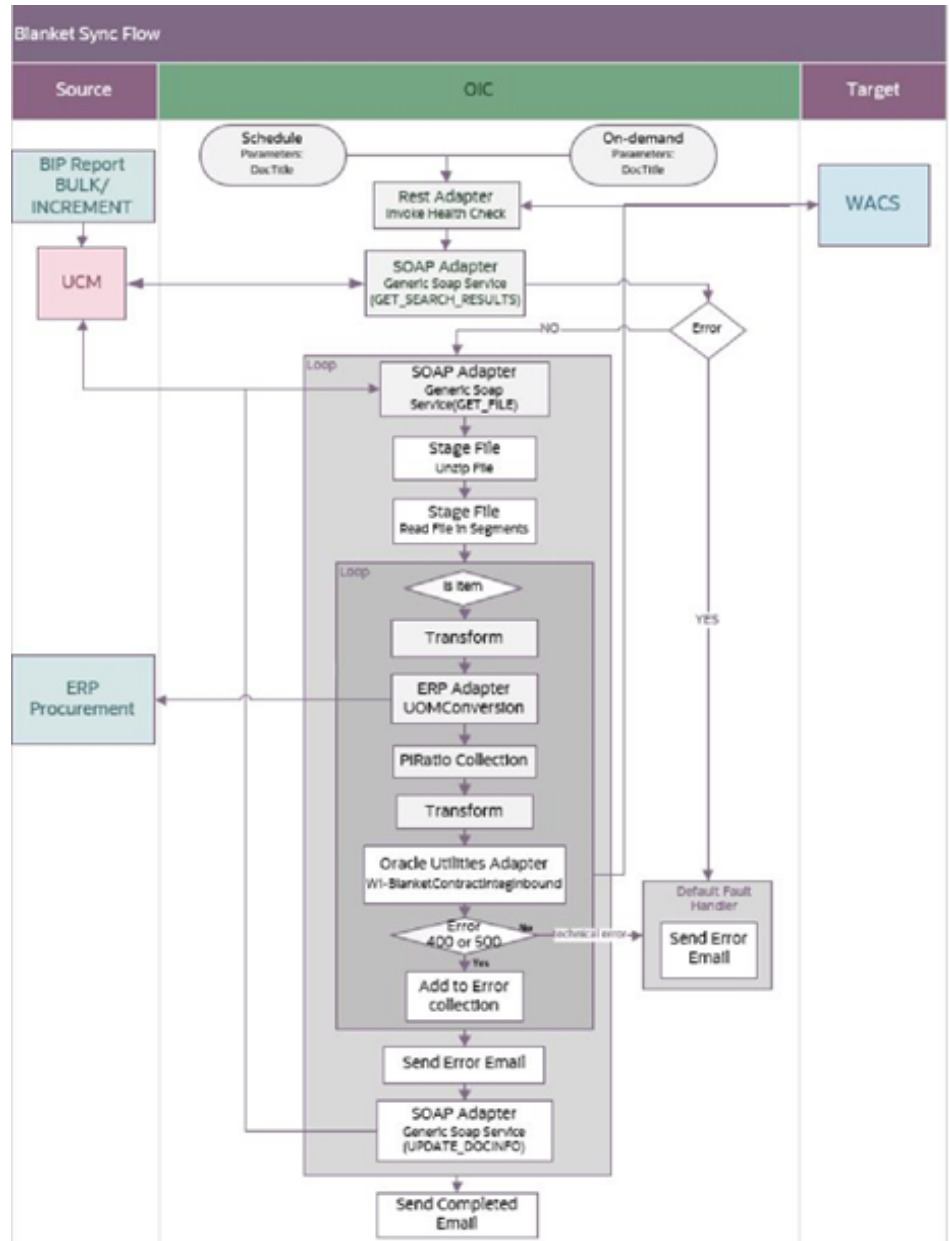 Blanket Sync Flow
Source
OIC
Target
Schedule
Parameters:
DocTitle
On-demand
Parameters:
DocTitle
BIP Report
BULK/
INCREMENT
Rest Adapter
Invoke Health Check
WACS
UCM
SOAP Adapter
Generic Soap Service
(GET_SEARCH_RESULTS)
Error
NO
Loop
SOAP Adapter
Generic Soap
Service(GET_FILE)
Stage File
Unzip File
Stage File
Read File in Segments
Loop
Is Item
YES
Transform
ERP
Procurement
ERP Adapter
UOMConversion
PIRatio Collection
Transform
Oracle Utilities Adapter
W1-BlanketContractIntegInbound
Default Fault
Handler
Send Error
Email
Error
400 or 500
No
technical error
Yes
Add to Error
collection
Send Error Email
SOAP Adapter
Generic Soap Service
(UPDATE_DOCINFO)
Send Completed
Email